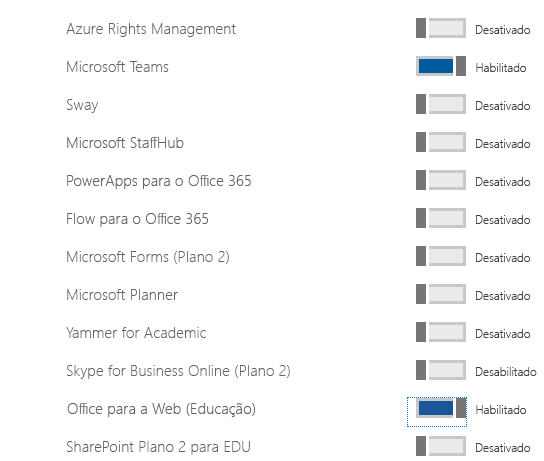 Azure Rights Management Desativado
Microsoft Teams Habilitado
Sway Desativado
Microsoft StaffHub Desativado
PowerApps para o Office 365 Desativado
Flow para o Office 365 Desativado
Microsoft Forms (Plano 2) Desativado
Microsoft Planner Desativado
Yammer for Academic Desativado
Skype for Business Online (Plano 2) Desabilitado
Office para a Web (Educação) Habilitado
SharePoint Plano 2 para EDU Desativado